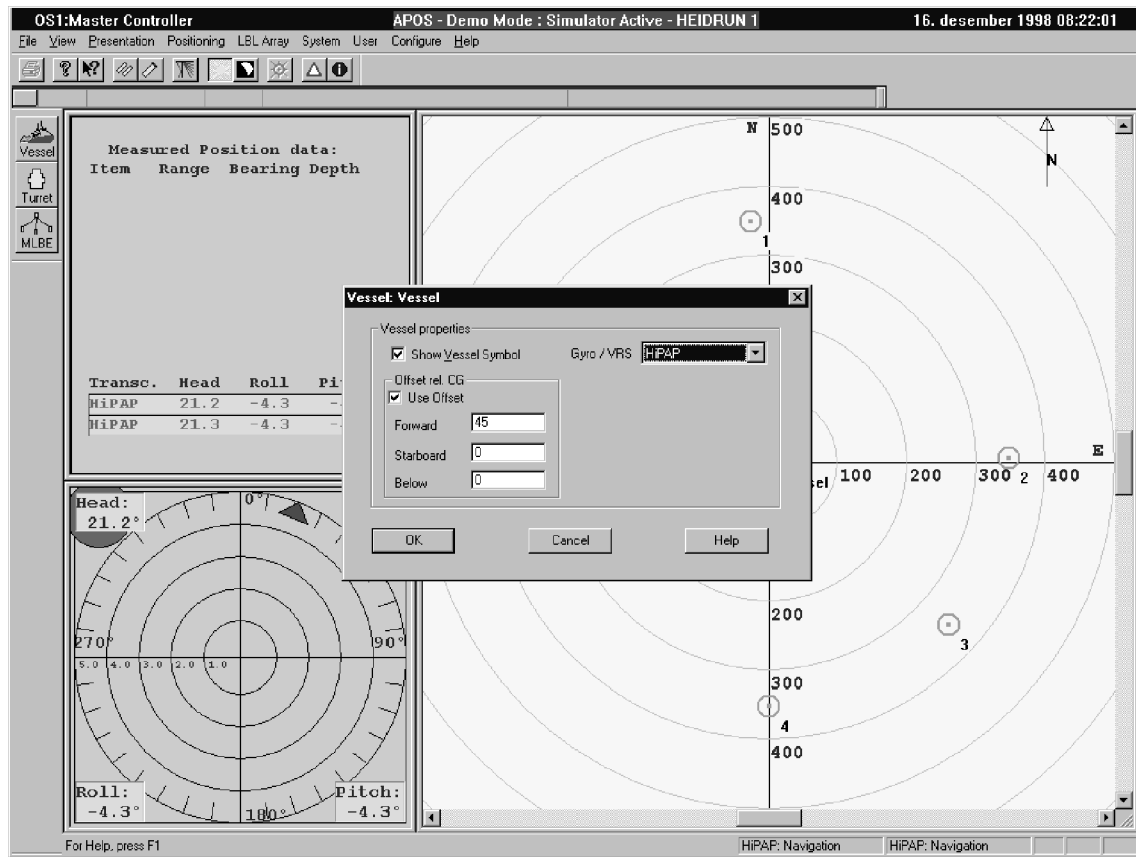 OS1:Master Controller APOS - Demo Mode : Simulator Active - HEIDRUN 1 16. desember 1998 08:22:01
File View Presentation Positioning LBL Array System User Configure Help
Vessel
Turret
MLBE
Measured Position data:
Item Range Bearing Depth
Transc. Head Roll
HiPAP 21.2 -4.3
HiPAP 21.3 -4.3
Head:
21.2°
0°
90°
180°
270°
5.0 4.0 3.0 2.0 1.0
Roll:
-4.3°
Pitch:
-4.3°
N 500
N
400
1
300
Vessel: Vessel
Vessel properties
Show Vessel Symbol Gyro / VRS HiPAP
Offset rel. CG
Use Offset
Forward 45
Starboard 0
Below 0
OK Cancel Help
E
100 200 300 2 400
200
3
300
4
400
For Help, press F1 HiPAP: Navigation HiPAP: Navigation